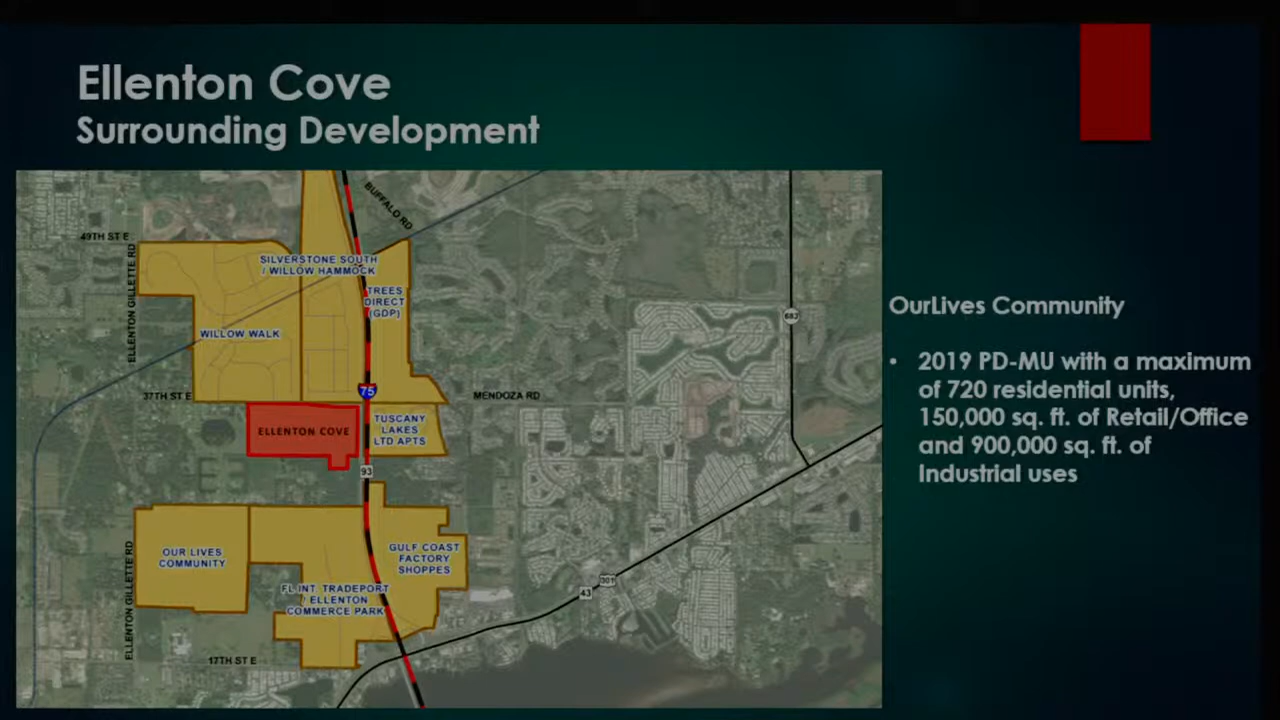 Ellenton Cove
Surrounding Development
BUFFALO RD
49TH ST E
ELLENTON GILLETTE RD
SILVERSTONE SOUTH
/ WILLOW HAMMOCK
TREES
DIRECT
(GDP)
WILLOW WALK
683
75
37TH ST E
MENDOZA RD
ELLENTON COVE
TUSCANY
LAKES
LTD APTS
93
OUR LIVES
COMMUNITY
GULF COAST
FACTORY
SHOPPES
ELLENTON GILLETTE RD
FL INT. TRADEPORT
/ ELLENTON
COMMERCE PARK
43
301
17TH ST E
OurLives Community
• 2019 PD-MU with a maximum
of 720 residential units,
150,000 sq. ft. of Retail/Office
and 900,000 sq. ft. of
Industrial uses